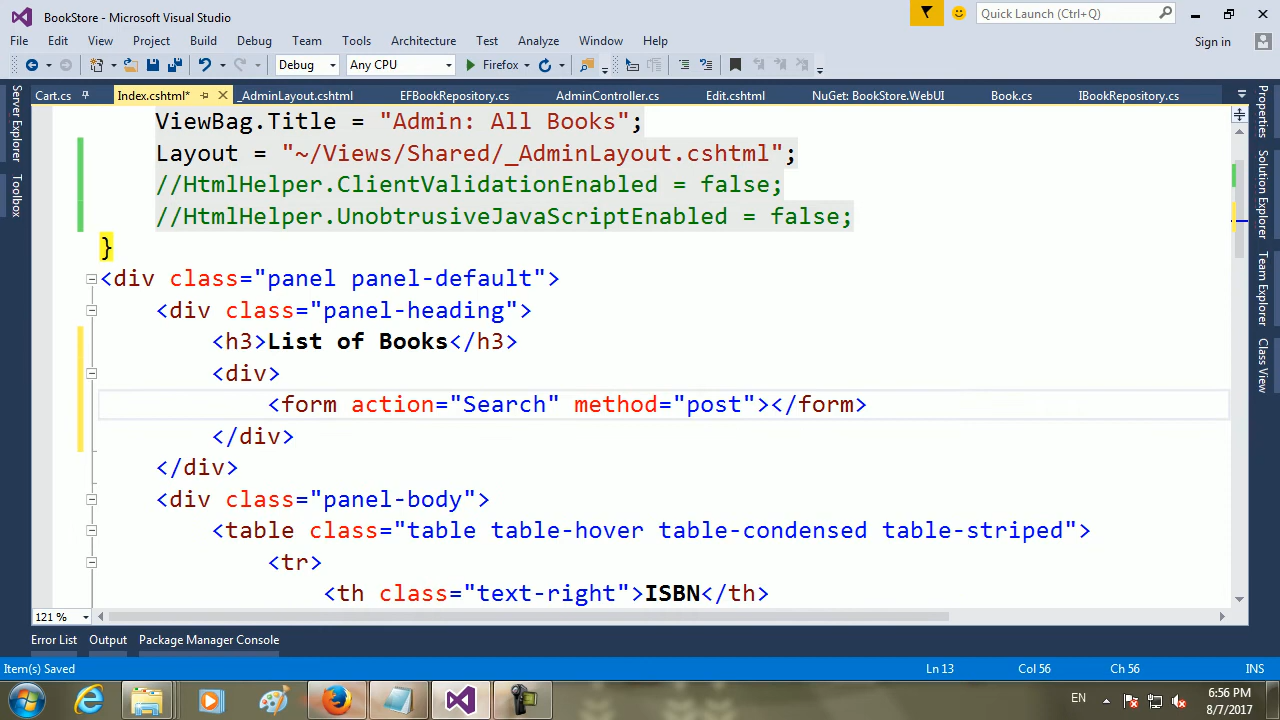 BookStore - Microsoft Visual Studio
Quick Launch (Ctrl+Q)
File Edit View Project Build Debug Team Tools Architecture Test Analyze Window Help
Sign in
Debug Any CPU Firefox
Cart.cs Index.cshtml* _AdminLayout.cshtml EFBookRepository.cs AdminController.cs Edit.cshtml NuGet: BookStore.WebUI Book.cs IBookRepository.cs
Server Explorer
Toolbox
Properties
Solution Explorer
Team Explorer
Class View
ViewBag.Title = "Admin: All Books";
Layout = "~/Views/Shared/_AdminLayout.cshtml";
//HtmlHelper.ClientValidationEnabled = false;
//HtmlHelper.UnobtrusiveJavaScriptEnabled = false;
}
<div class="panel panel-default">
<div class="panel-heading">
<h3>List of Books</h3>
<div>
<form action="Search" method="post"></form>
</div>
</div>
<div class="panel-body">
<table class="table table-hover table-condensed table-striped">
<tr>
<th class="text-right">ISBN</th>
121 %
Error List Output Package Manager Console
Item(s) Saved Ln 13 Col 56 Ch 56 INS
EN 6:56 PM
8/7/2017